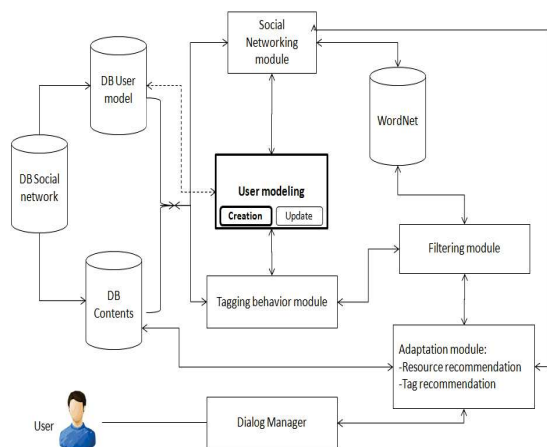 Social
Networking
module
DB User
model
WordNet
DB Social
network
User modeling
Creation
Update
Filtering module
DB
Contents
Tagging behavior module
Adaptation module:
-Resource recommendation
-Tag recommendation
User
Dialog Manager